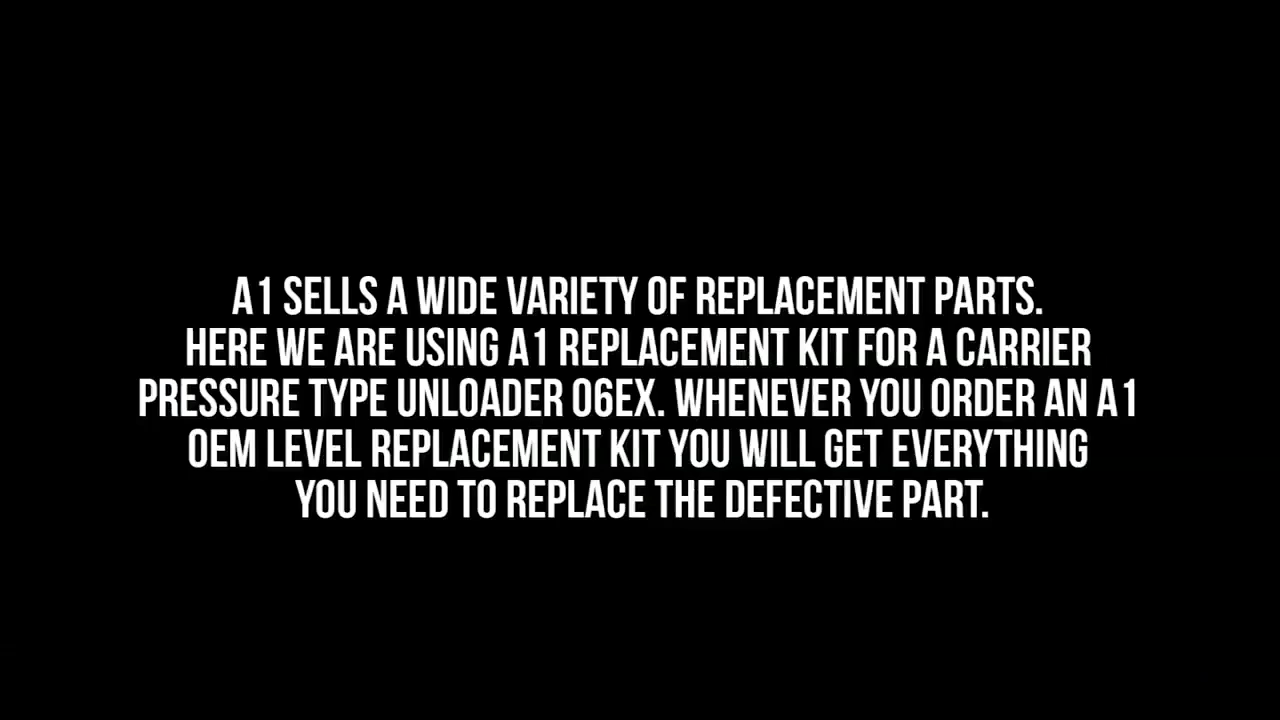 A1 SELLS A WIDE VARIETY OF REPLACEMENT PARTS.
HERE WE ARE USING A1 REPLACEMENT KIT FOR A CARRIER
PRESSURE TYPE UNLOADER 06EX. WHENEVER YOU ORDER AN A1
OEM LEVEL REPLACEMENT KIT YOU WILL GET EVERYTHING
YOU NEED TO REPLACE THE DEFECTIVE PART.